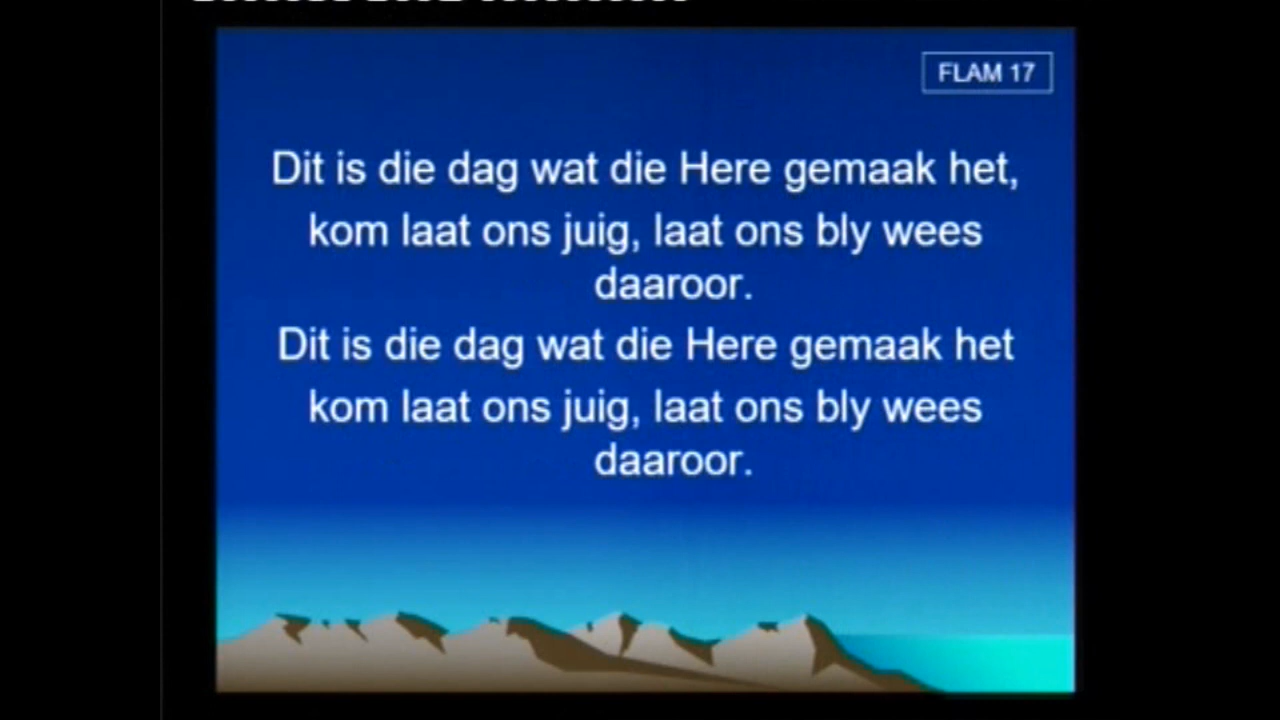 FLAM 17
Dit is die dag wat die Here gemaak het,
kom laat ons juig, laat ons bly wees
daaroor.
Dit is die dag wat die Here gemaak het
kom laat ons juig, laat ons bly wees
daaroor.